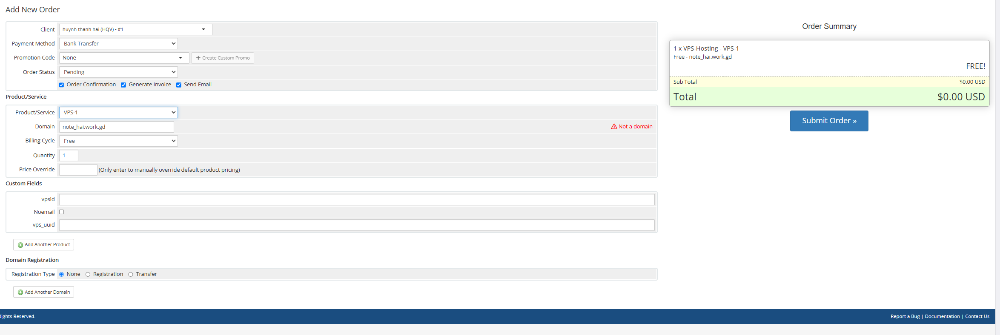 Add New Order
Client huynh thanh hai (HQV) - #1
Payment Method Bank Transfer
Promotion Code None + Create Custom Promo
Order Status Pending
Order Confirmation Generate Invoice Send Email
Product/Service
Product/Service VPS-1
Domain note_hai.work.gd Not a domain
Billing Cycle Free
Quantity 1
Price Override (Only enter to manually override default product pricing)
Custom Fields
vpsid
Noemail
vps_uuid
Add Another Product
Domain Registration
Registration Type None Registration Transfer
Add Another Domain
Order Summary
1 x VPS-Hosting - VPS-1
Free - note_hai.work.gd
FREE!
Sub Total $0.00 USD
Total $0.00 USD
Submit Order »
Rights Reserved.
Report a Bug | Documentation | Contact Us